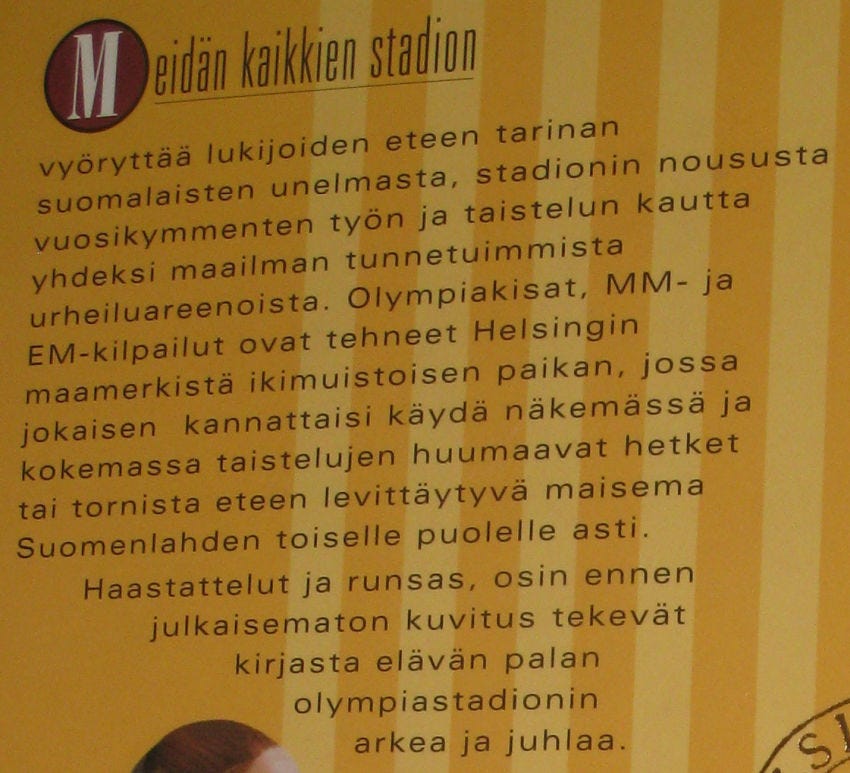 Meidän kaikkien stadion
vyöryttää lukijoiden eteen tarinan
suomalaisten unelmasta, stadionin noususta
vuosikymmenten työn ja taistelun kautta
yhdeksi maailman tunnetuimmista
urheiluareenoista. Olympiakisat, MM- ja
EM-kilpailut ovat tehneet Helsingin
maamerkistä ikimuistoisen paikan, jossa
jokaisen kannattaisi käydä näkemässä ja
kokemassa taistelujen huumaavat hetket
tai tornista eteen levittäytyvä maisema
Suomenlahden toiselle puolelle asti.
Haastattelut ja runsas, osin ennen
julkaisematon kuvitus tekevät
kirjasta elävän palan
olympiastadionin
arkea ja juhlaa.